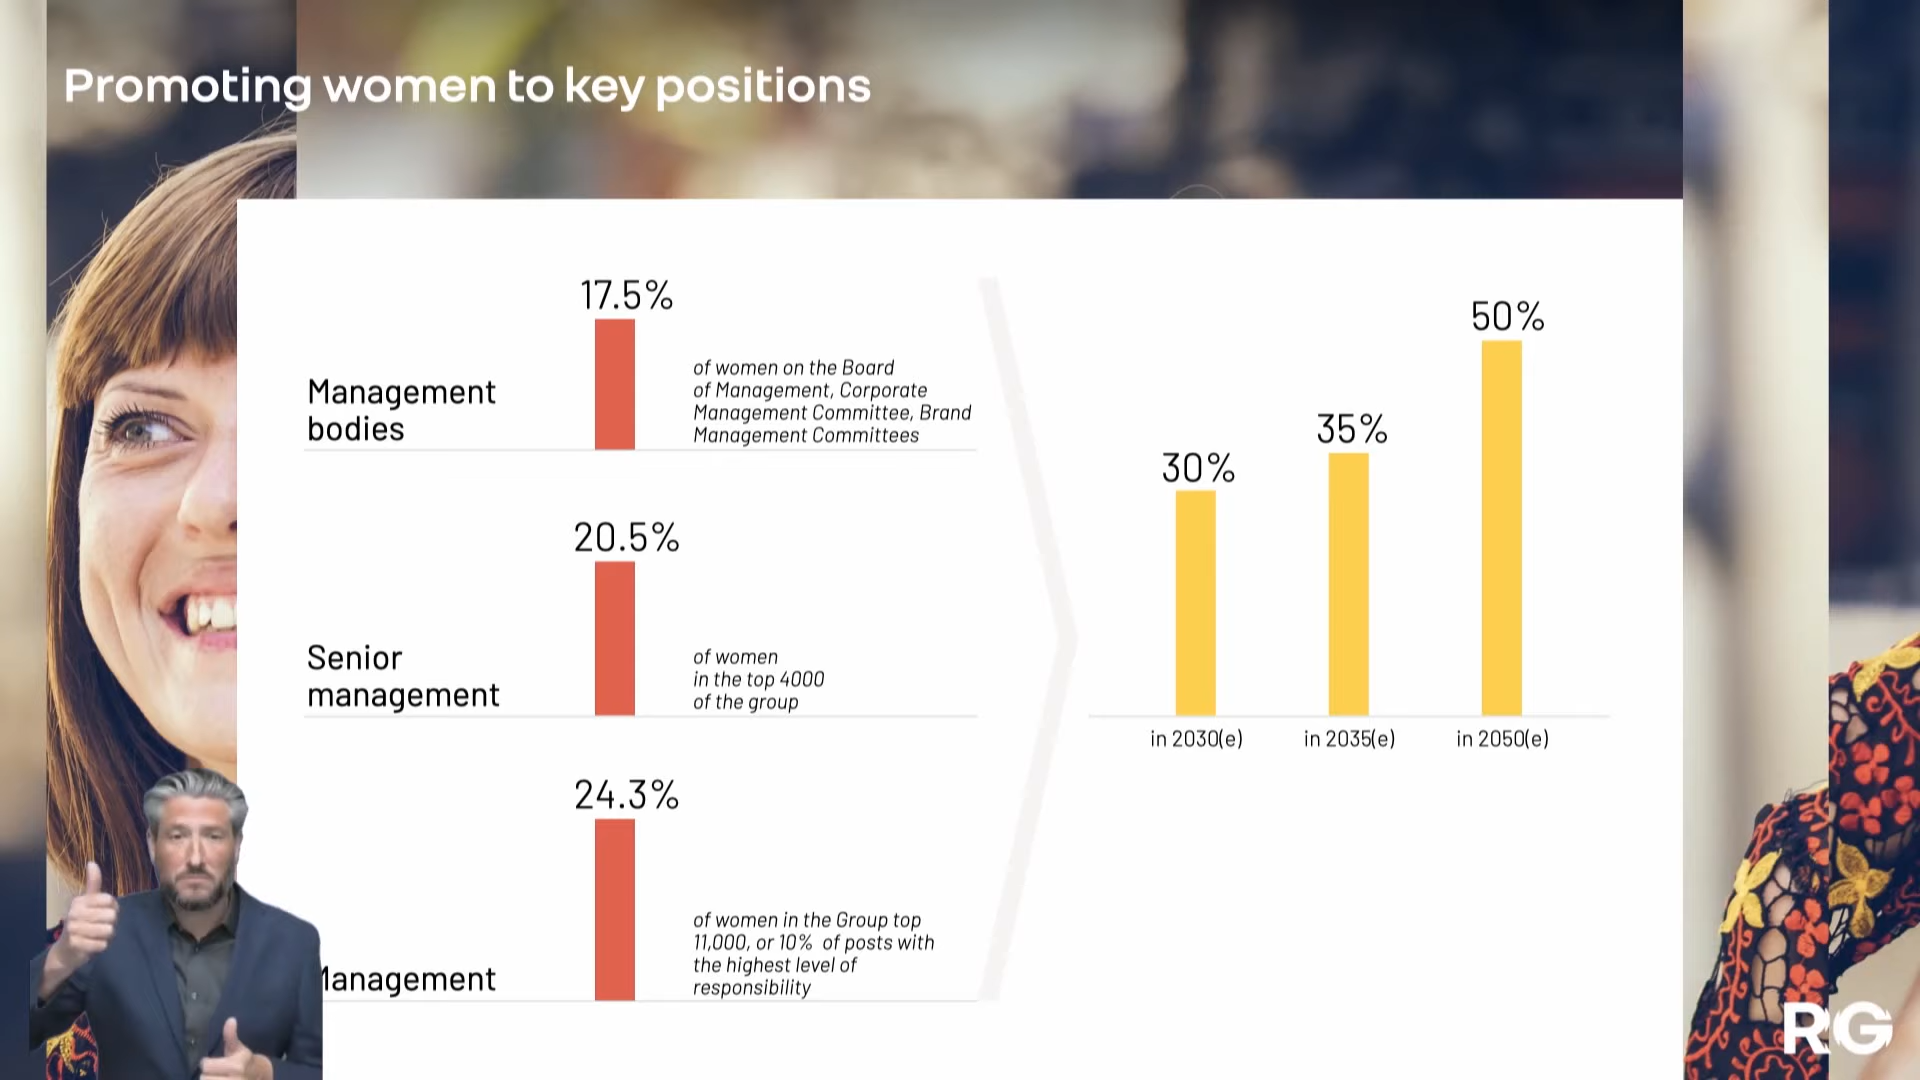 Promoting women to key positions
17.5%
Management
bodies
of women on the Board
of Management, Corporate
Management Committee, Brand
Management Committees
20.5%
Senior
management
of women
in the top 4000
of the group
24.3%
Management
of women in the Group top
11,000, or 10% of posts with
the highest level of
responsibility
30%
35%
50%
in 2030(e)
in 2035(e)
in 2050(e)
RG